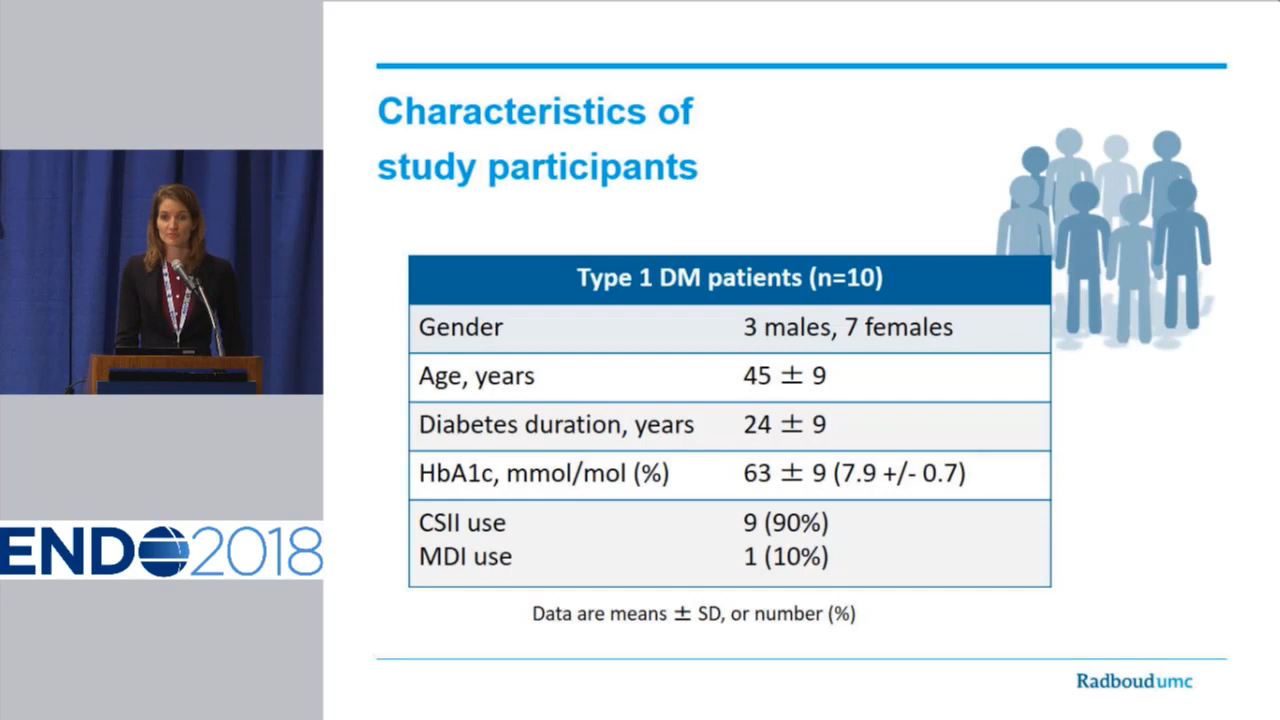 Characteristics of
study participants
Type 1 DM patients (n=10)
Gender 3 males, 7 females
Age, years 45 ± 9
Diabetes duration, years 24 ± 9
HbA1c, mmol/mol (%) 63 ± 9 (7.9 +/- 0.7)
CSII use 9 (90%)
MDI use 1 (10%)
Data are means ± SD, or number (%)
Radboudumc
ENDO2018